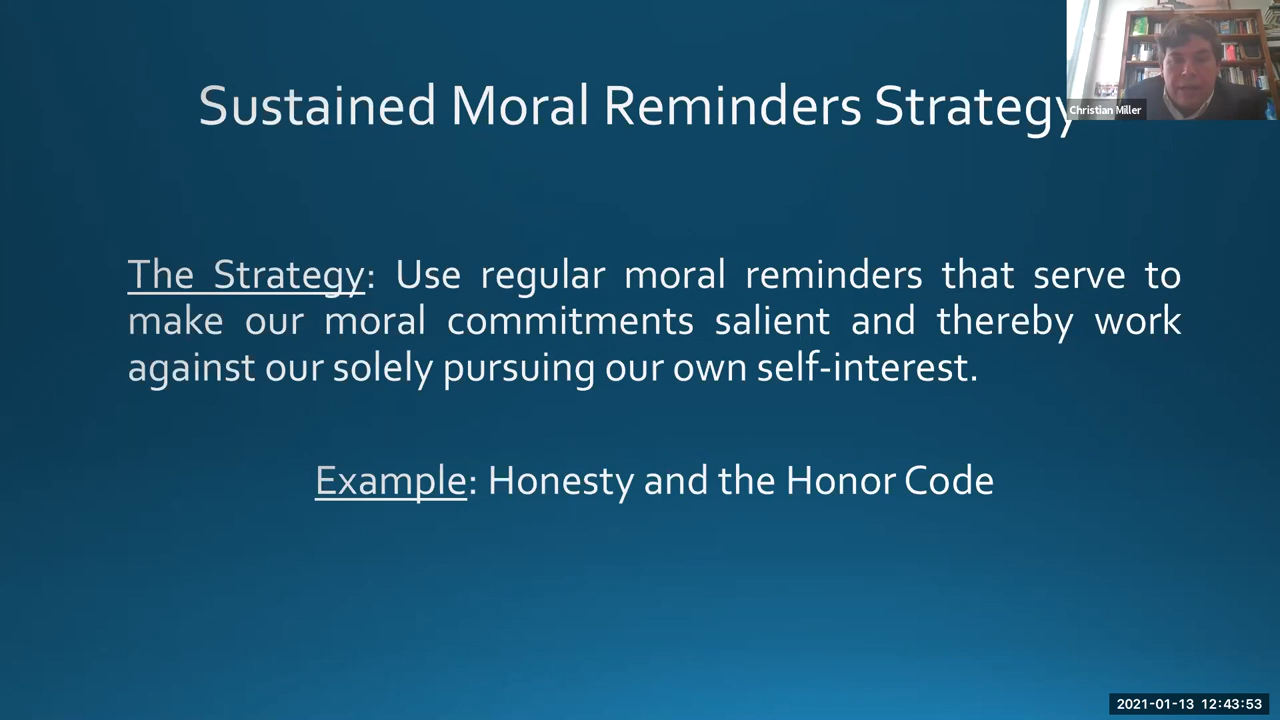 Sustained Moral Reminders Strategy
Christian Miller
The Strategy: Use regular moral reminders that serve to
make our moral commitments salient and thereby work
against our solely pursuing our own self-interest.
Example: Honesty and the Honor Code
2021-01-13 12:43:53